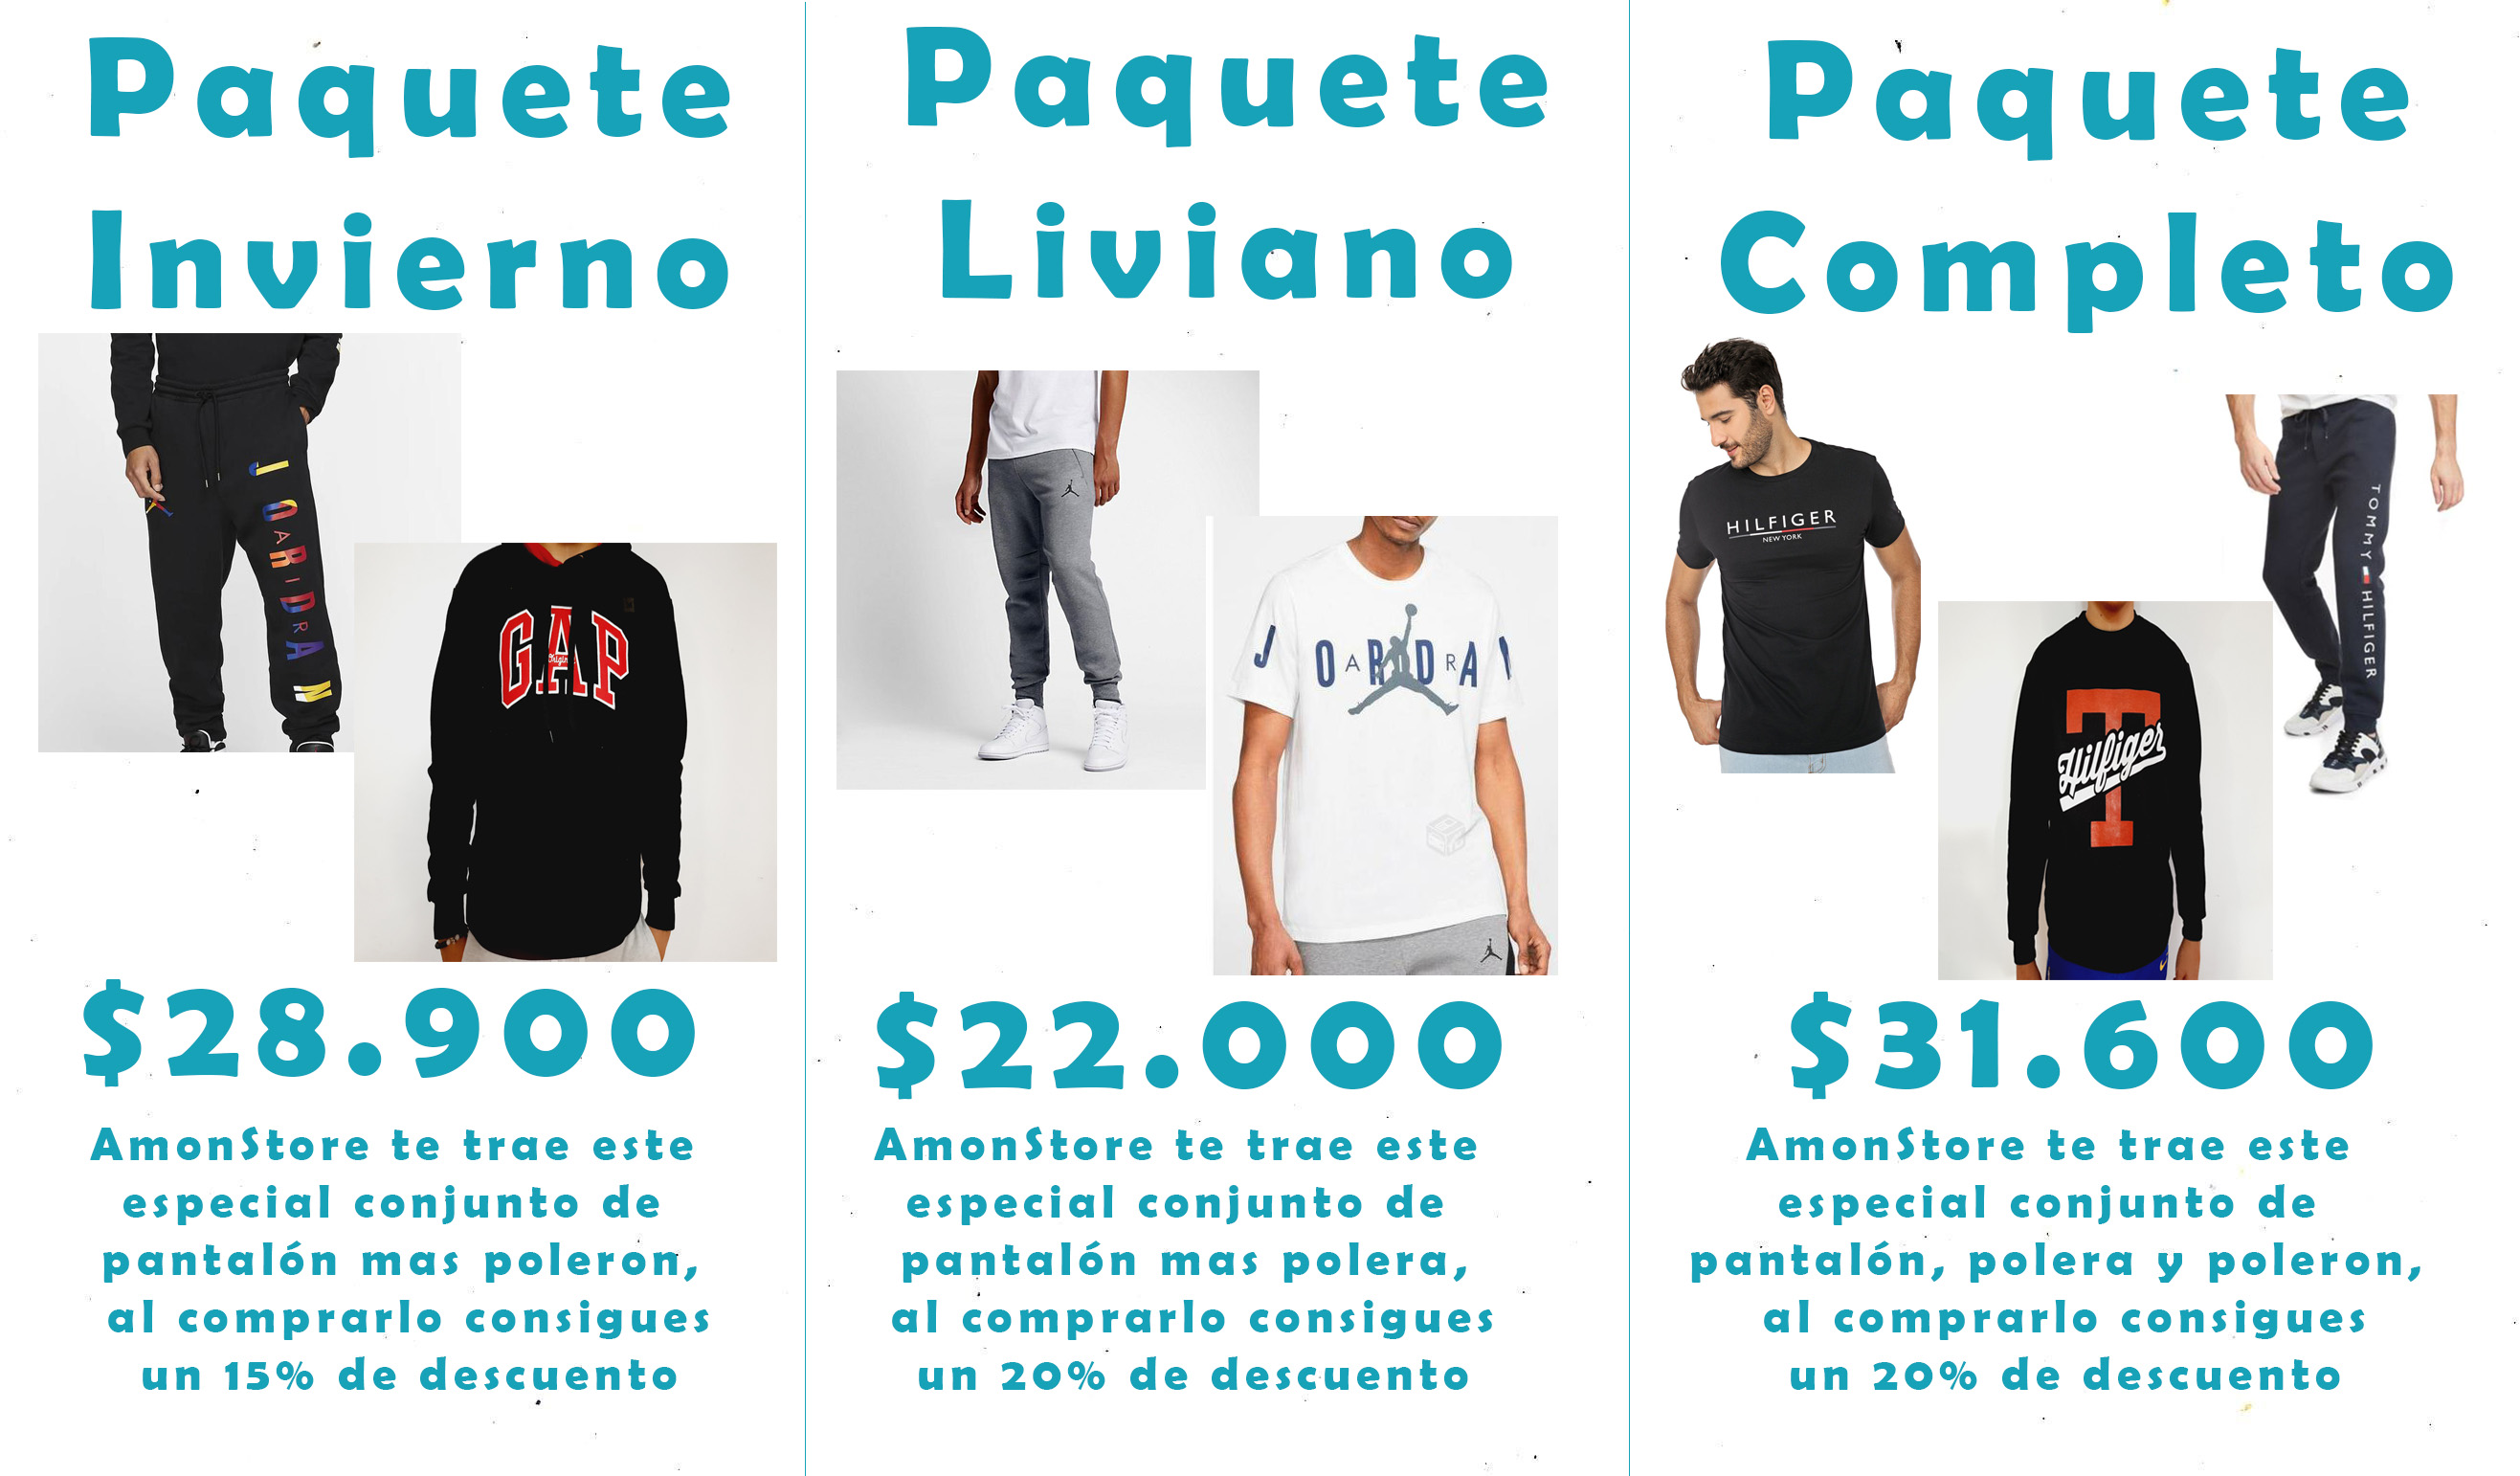 Paquete
Invierno
JOARIDRAN
GAP
Original
$28.900
AmonStore te trae este
especial conjunto de
pantalón mas poleron,
al comprarlo consigues
un 15% de descuento
Paquete
Liviano
JOARIDRAN
$22.000
AmonStore te trae este
especial conjunto de
pantalón mas polera,
al comprarlo consigues
un 20% de descuento
Paquete
Completo
HILFIGER
NEW YORK
TOMMY HILFIGER
T
Hilfiger
$31.600
AmonStore te trae este
especial conjunto de
pantalón, polera y poleron,
al comprarlo consigues
un 20% de descuento